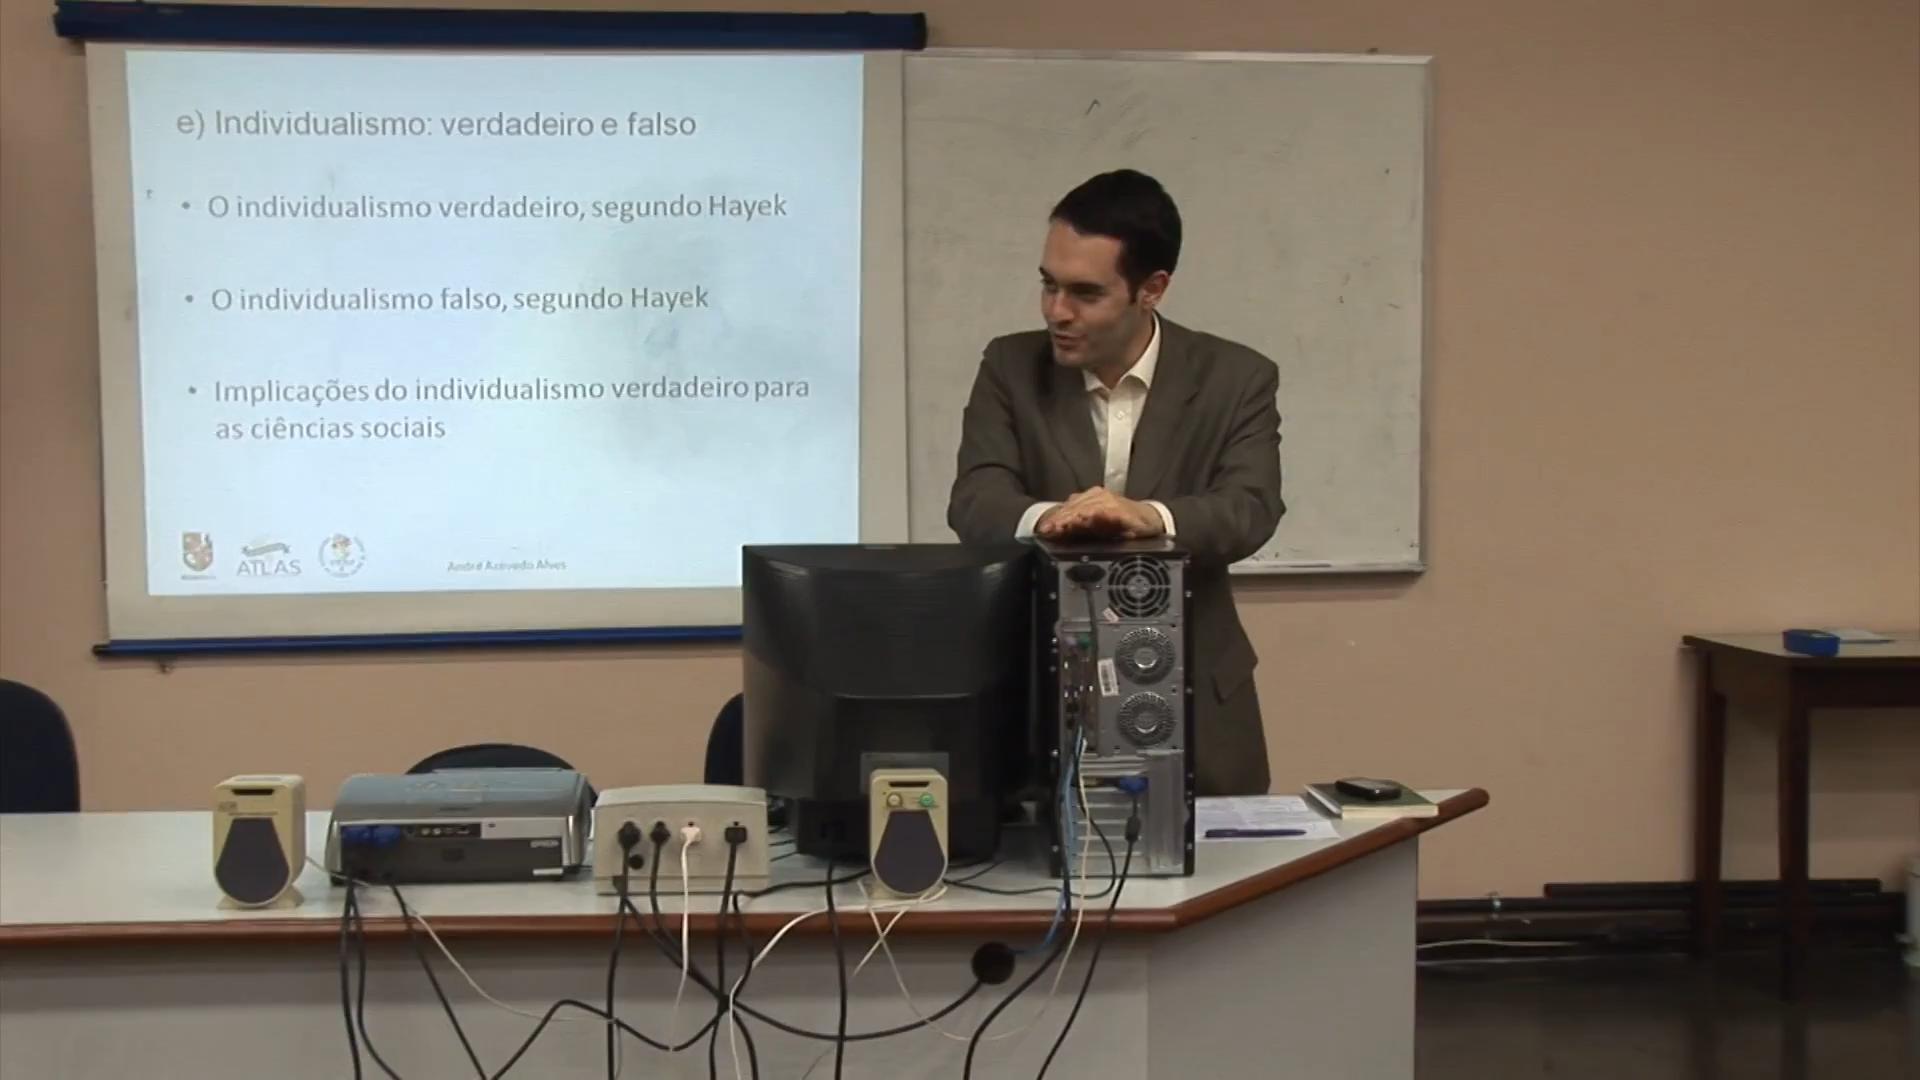 e) Individualismo: verdadeiro e falso
• O individualismo verdadeiro, segundo Hayek
• O individualismo falso, segundo Hayek
• Implicações do individualismo verdadeiro para
as ciências sociais
ATLAS
André Azevedo Alves
EPSON